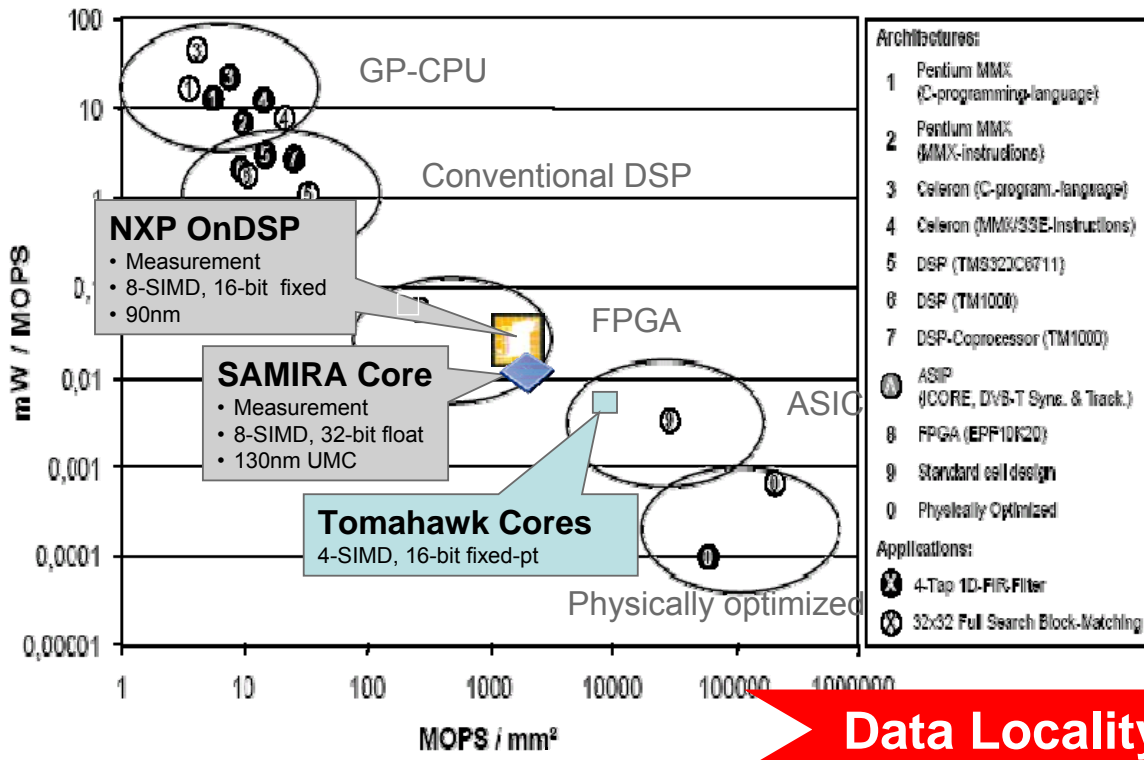 100
10
1
0,1
0,01
0,001
0,0001
0,00001
mW / MOPS
1
10
100
1000
10000
100000
1000000
MOPS / mm²
GP-CPU
Conventional DSP
FPGA
ASIC
Physically optimized
NXP OnDSP
• Measurement
• 8-SIMD, 16-bit fixed
• 90nm
SAMIRA Core
• Measurement
• 8-SIMD, 32-bit float
• 130nm UMC
Tomahawk Cores
4-SIMD, 16-bit fixed-pt
Architectures:
1 Pentium MMX
(C-programming-language)
2 Pentium MMX
(MMX-instructions)
3 Celeron (C-program.-language)
4 Celeron (MMX/SSE-Instructions)
5 DSP (TMS320C6711)
6 DSP (TM1000)
7 DSP-Coprocessor (TM1000)
A ASIP
(ICORE, DVB-T Sync. & Track.)
8 FPGA (EPF10K20)
9 Standard cell design
0 Physically Optimized
Applications:
X 4-Tap 1D-FIR-Filter
X 32x32 Full Search Block-Matching
Data Locality